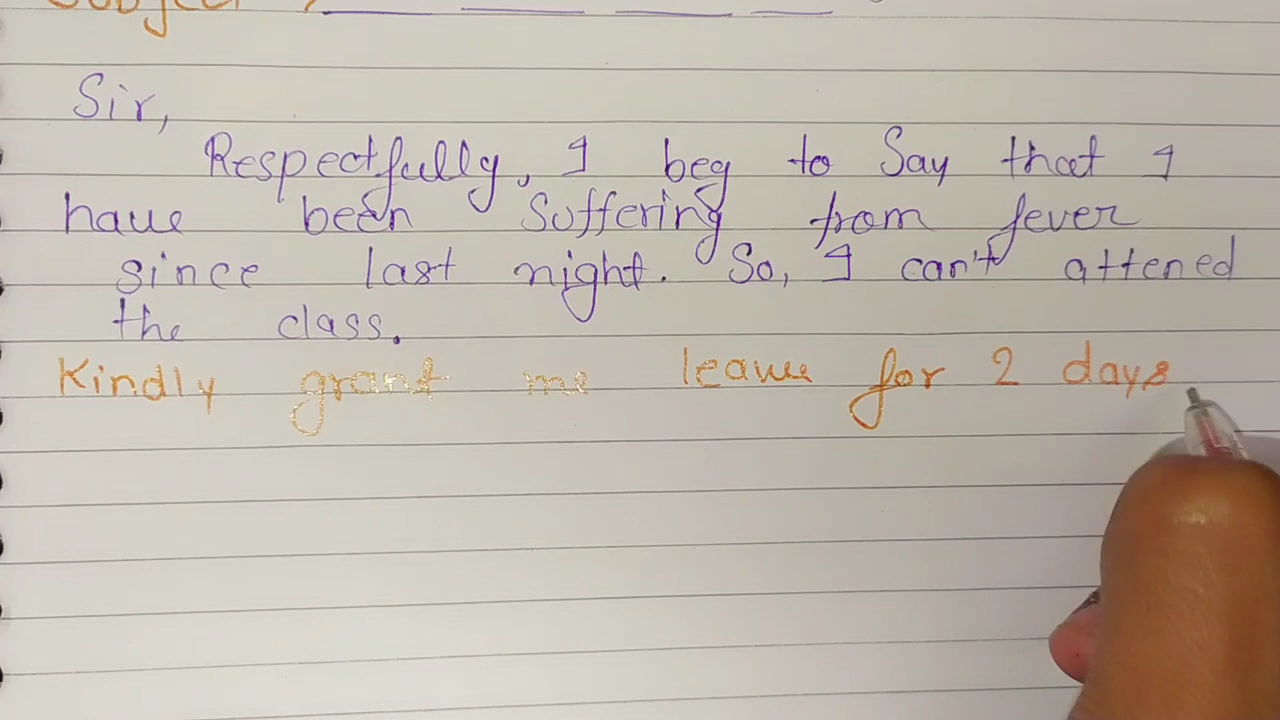 Subject
Sir,
Respectfully, I beg to Say that I
have been Suffering from fever
since last night. So, I can't attened
the class.
Kindly grant me leave for 2 days